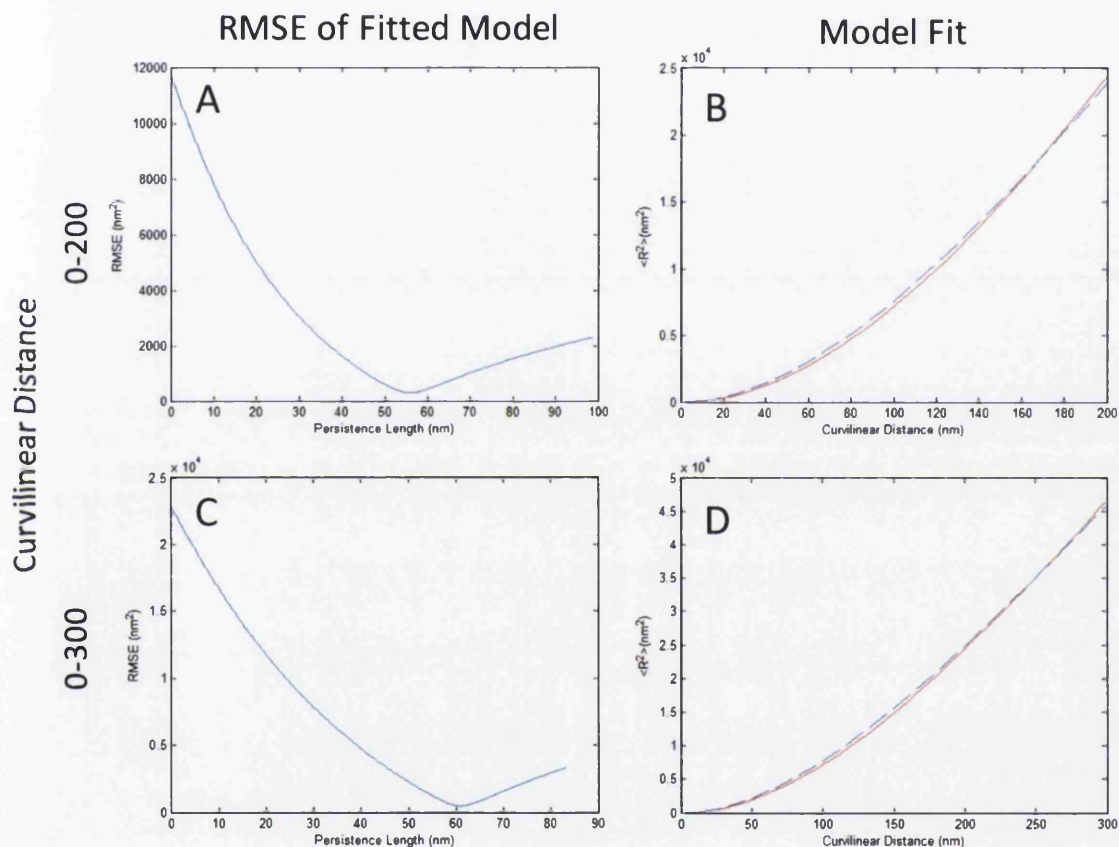 RMSE of Fitted Model
Model Fit
Curvilinear Distance
0-200
A
12000
10000
8000
6000
4000
2000
0
RMSE (nm²)
0 10 20 30 40 50 60 70 80 90 100
Persistence Length (nm)
B
x 10⁴
2.5
2
1.5
1
0.5
0
<R²>(nm²)
0 20 40 60 80 100 120 140 160 180 200
Curvilinear Distance (nm)
0-300
C
x 10⁴
2.5
2
1.5
1
0.5
0
RMSE (nm²)
0 10 20 30 40 50 60 70 80 90
Persistence Length (nm)
D
x 10⁴
5
4.5
4
3.5
3
2.5
2
1.5
1
0.5
0
<R²>(nm²)
0 50 100 150 200 250 300
Curvilinear Distance (nm)